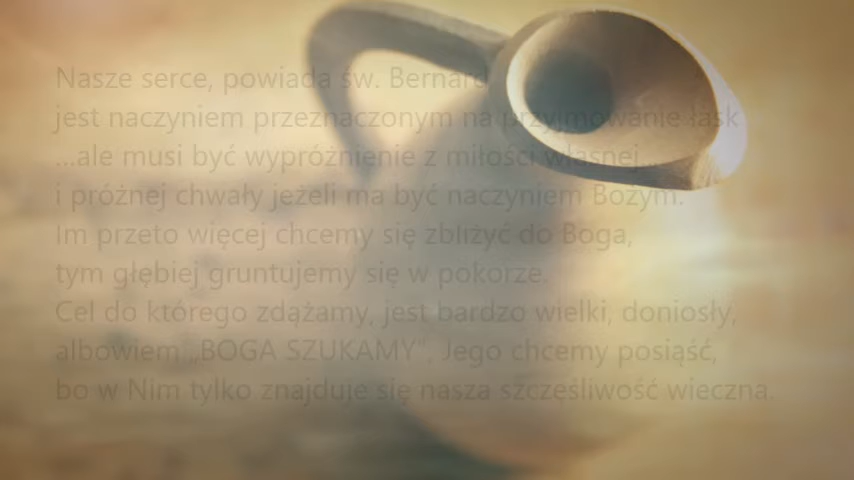 Nasze serce, powiada św. Bernard
jest naczyniem przeznaczonym na przyjmowanie łask
...ale musi być wypróżnienie z miłości własnej...
i próżnej chwały jeżeli ma być naczyniem Bożym.
Im przeto więcej chcemy się zbliżyć do Boga,
tym głębiej gruntujemy się w pokorze.
Cel do którego zdążamy, jest bardzo wielki, doniosły,
albowiem „BOGA SZUKAMY”. Jego chcemy posiąść,
bo w Nim tylko znajduje się nasza szcześliwość wieczna.